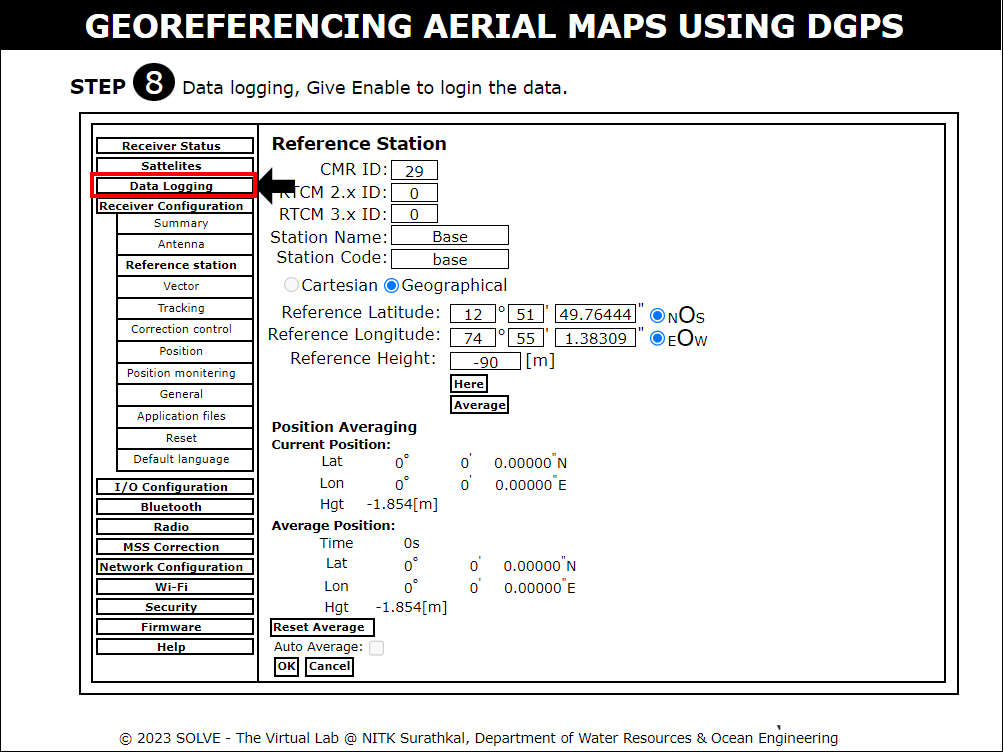 GEOREFERENCING AERIAL MAPS USING DGPS
STEP 8 Data logging, Give Enable to login the data.
Receiver Status
Sattelites
Data Logging
Receiver Configuration
Summary
Antenna
Reference station
Vector
Tracking
Correction control
Position
Position monitering
General
Application files
Reset
Default language
I/O Configuration
Bluetooth
Radio
MSS Correction
Network Configuration
Wi-Fi
Security
Firmware
Help
Reference Station
CMR ID: 29
RTCM 2.x ID: 0
RTCM 3.x ID: 0
Station Name: Base
Station Code: base
Cartesian Geographical
Reference Latitude: 12 ° 51 ' 49.76444 " N O S
Reference Longitude: 74 ° 55 ' 1.38309 " E O W
Reference Height: -90 [m]
Here
Average
Position Averaging
Current Position:
Lat 0° 0' 0.00000"N
Lon 0° 0' 0.00000"E
Hgt -1.854[m]
Average Position:
Time 0s
Lat 0° 0' 0.00000"N
Lon 0° 0' 0.00000"E
Hgt -1.854[m]
Reset Average
Auto Average:
OK Cancel
© 2023 SOLVE - The Virtual Lab @ NITK Surathkal, Department of Water Resources & Ocean Engineering